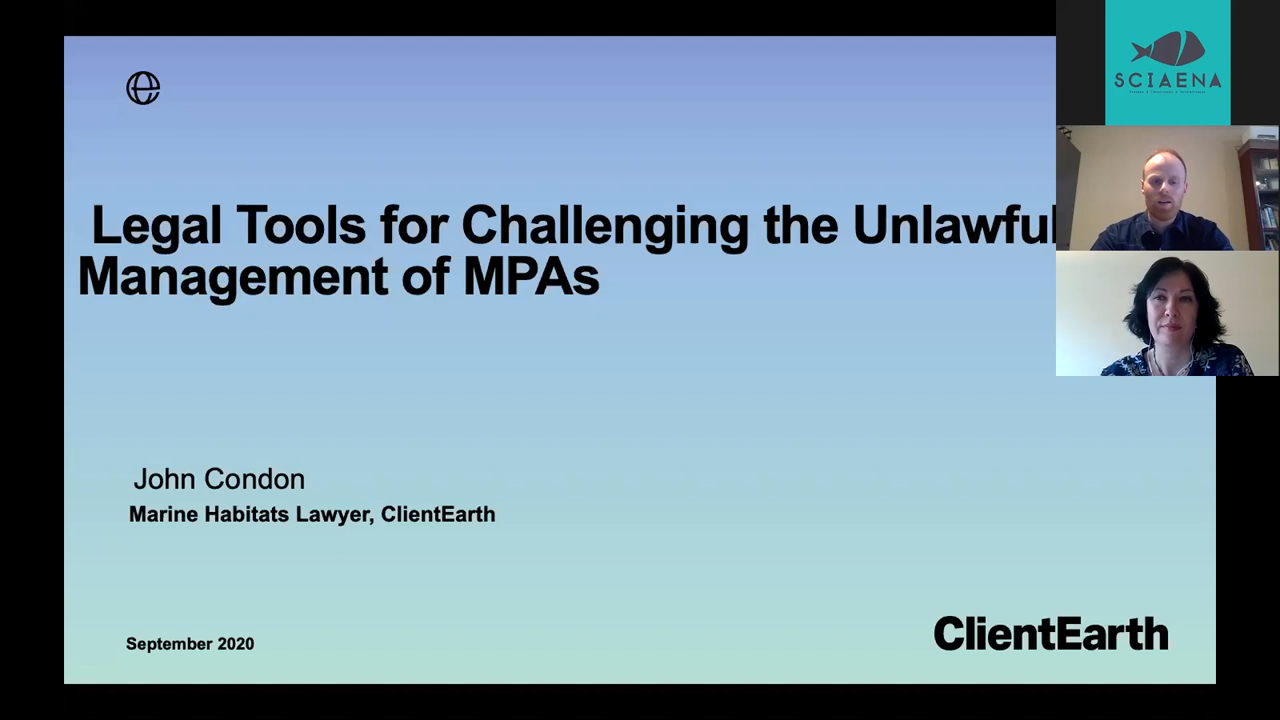 Legal Tools for Challenging the Unlawful
Management of MPAs
John Condon
Marine Habitats Lawyer, ClientEarth
September 2020
ClientEarth
SCIAENA